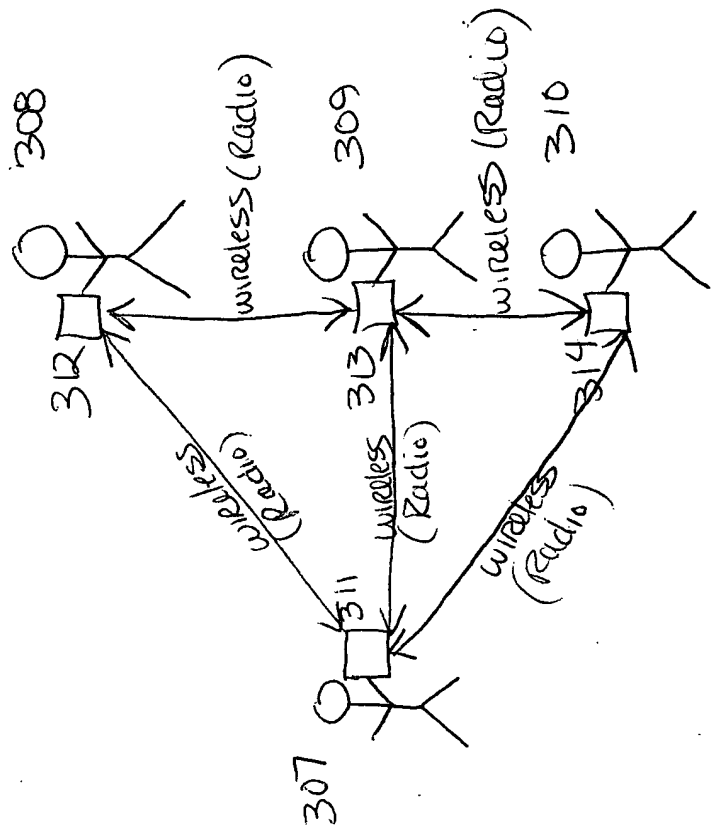 308
312
wireless (Radio)
309
313
wireless (Radio)
310
314
wireless
(Radio)
wireless
(Radio)
wireless
(Radio)
311
307